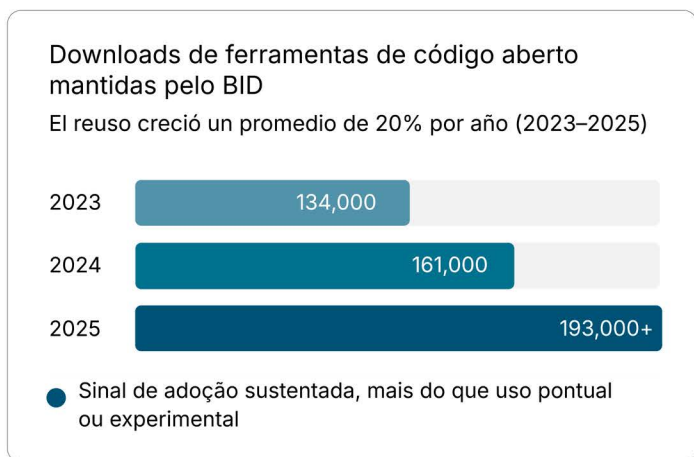 Downloads de ferramentas de código aberto
mantidas pelo BID
El reuso creció un promedio de 20% por año (2023–2025)
2023 134,000
2024 161,000
2025 193,000+
Sinal de adoção sustentada, mais do que uso pontual
ou experimental